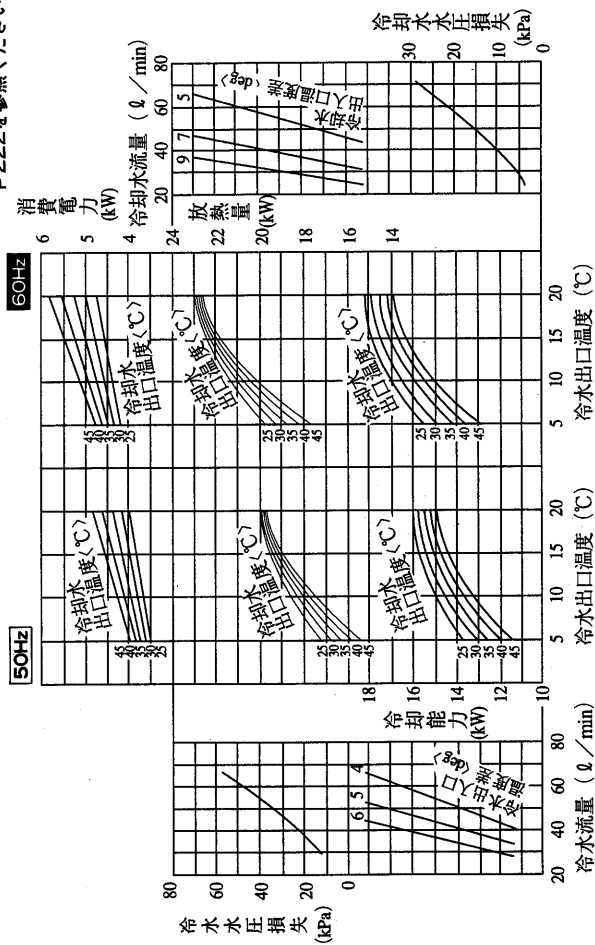 P222を参照ください
50Hz
60Hz
消費電力
(kW)
6
5
4
冷却水
出口温度<℃>
45
40
35
30
25
冷却水
出口温度<℃>
45
40
35
30
25
放熱量
(kW)
24
22
20
18
16
14
冷却水
出口温度<℃>
25
30
35
40
45
冷却水
出口温度<℃>
25
30
35
40
45
冷却能力
(kW)
18
16
14
12
10
冷却水
出口温度<℃>
25
30
35
40
45
冷却水
出口温度<℃>
25
30
35
40
45
5
10
15
20
冷水出口温度(℃)
5
10
15
20
冷水出口温度(℃)
冷水水圧損失
(kPa)
80
60
40
20
0
6
5
4
冷水出入口
温度差
<deg>
20
40
60
80
冷水流量(ℓ/min)
冷却水流量(ℓ/min)
20
40
60
80
9
7
5
冷却水
出入口温度差
<deg>
冷却水水圧損失
(kPa)
30
20
10
0